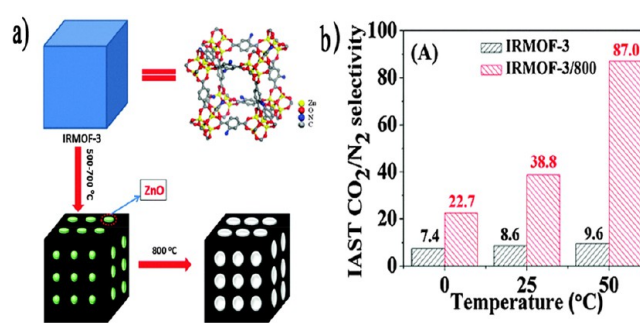 a)
IRMOF-3
Zn
O
N
C
500-700 °C
ZnO
800 °C
b)
(A)
IRMOF-3
IRMOF-3/800
IAST CO2/N2 selectivity
100
80
60
40
20
0
7.4
22.7
8.6
38.8
9.6
87.0
0
25
50
Temperature (°C)